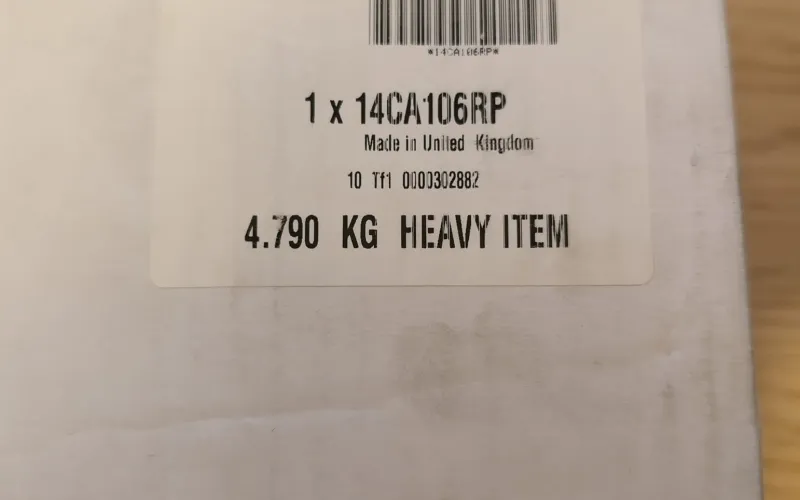 *14CA106RP*
1 x 14CA106RP
Made in United Kingdom
10 Tf1 0000302882
4.790 KG HEAVY ITEM